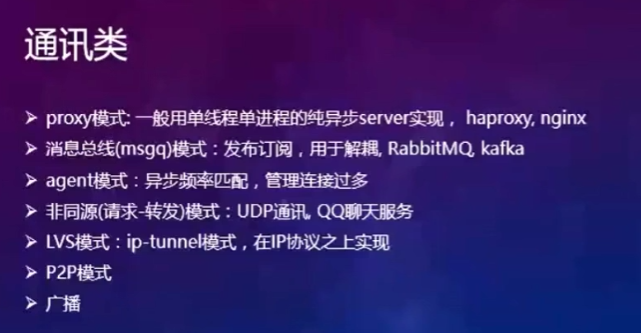 通讯类
➢ proxy模式: 一般用单线程单进程的纯异步server实现， haproxy, nginx
➢ 消息总线(msgq)模式：发布订阅，用于解耦, RabbitMQ, kafka
➢ agent模式：异步频率匹配，管理连接过多
➢ 非同源(请求-转发)模式：UDP通讯, QQ聊天服务
➢ LVS模式：ip-tunnel模式，在IP协议之上实现
➢ P2P模式
➢ 广播